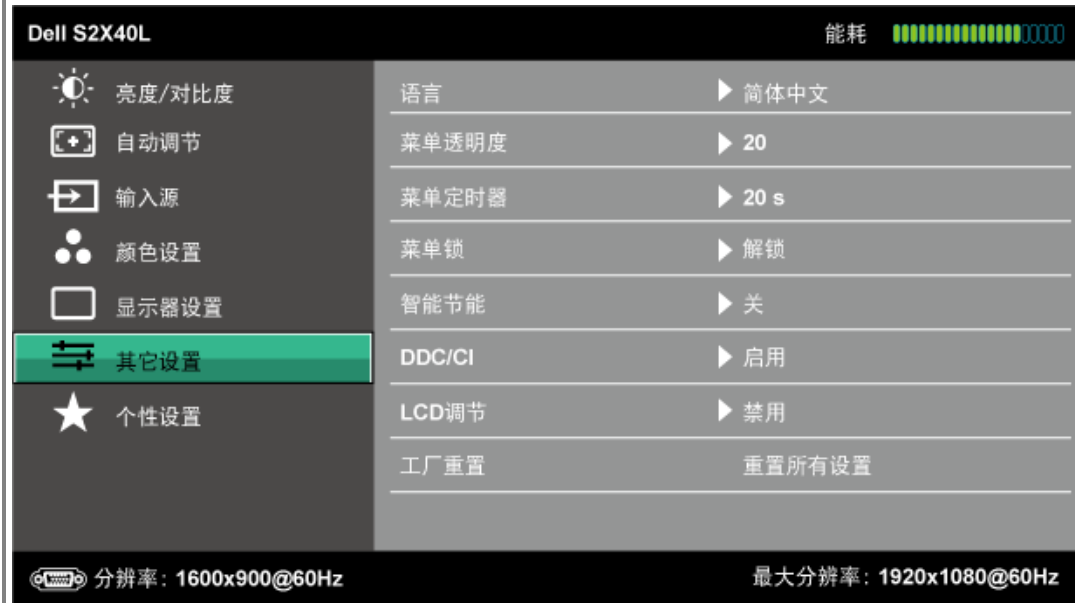 Dell S2X40L 能耗
亮度/对比度
自动调节
输入源
颜色设置
显示器设置
其它设置
个性设置
语言 简体中文
菜单透明度 20
菜单定时器 20 s
菜单锁 解锁
智能节能 关
DDC/CI 启用
LCD调节 禁用
工厂重置 重置所有设置
分辨率: 1600x900@60Hz 最大分辨率: 1920x1080@60Hz